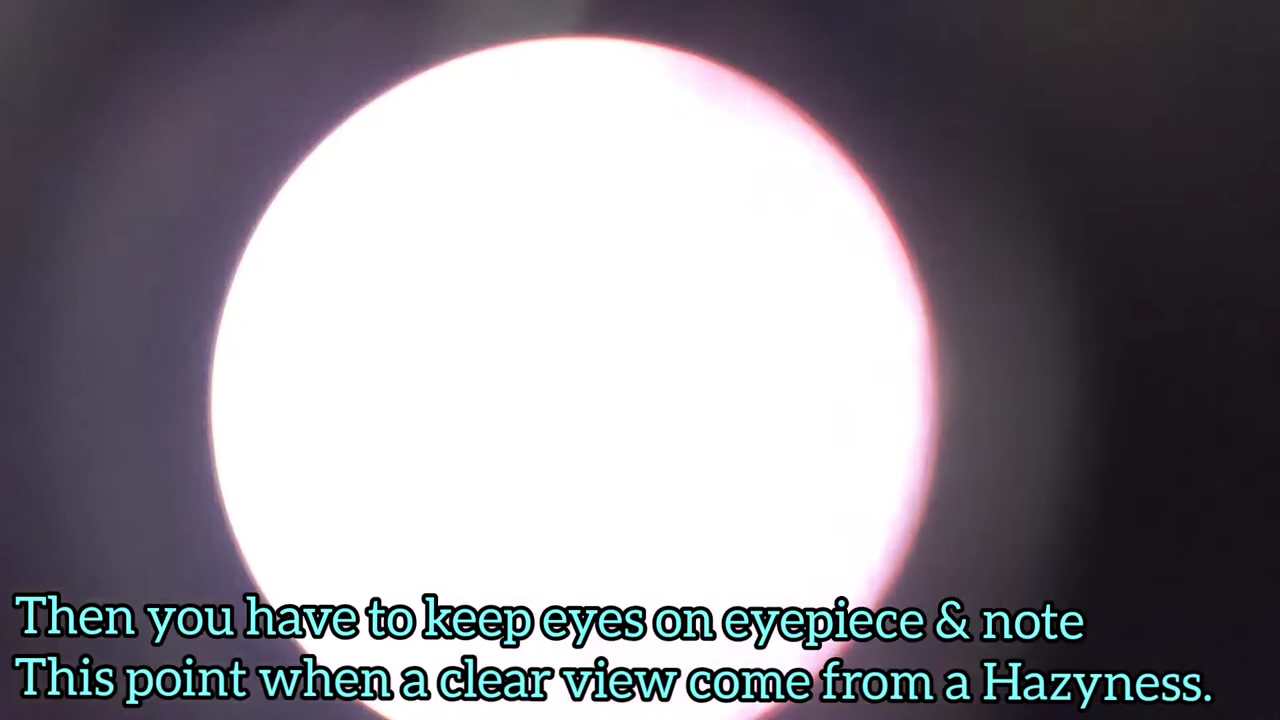 Then you have to keep eyes on eyepiece & note
This point when a clear view come from a Hazyness.